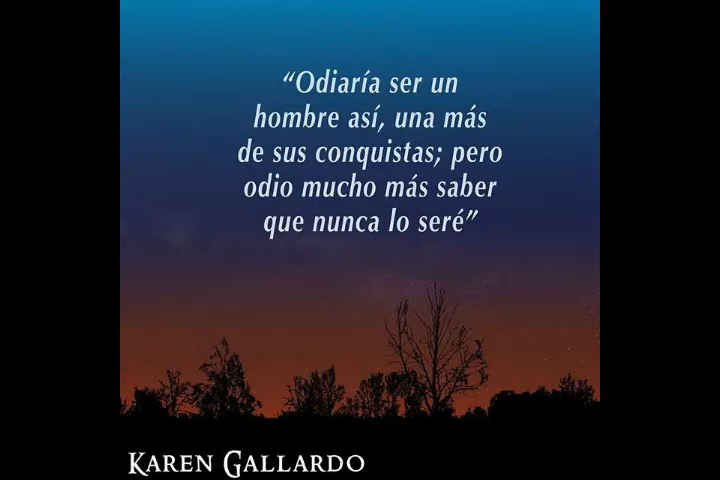 “Odiaría ser un
hombre así, una más
de sus conquistas; pero
odio mucho más saber
que nunca lo seré”
KAREN GALLARDO